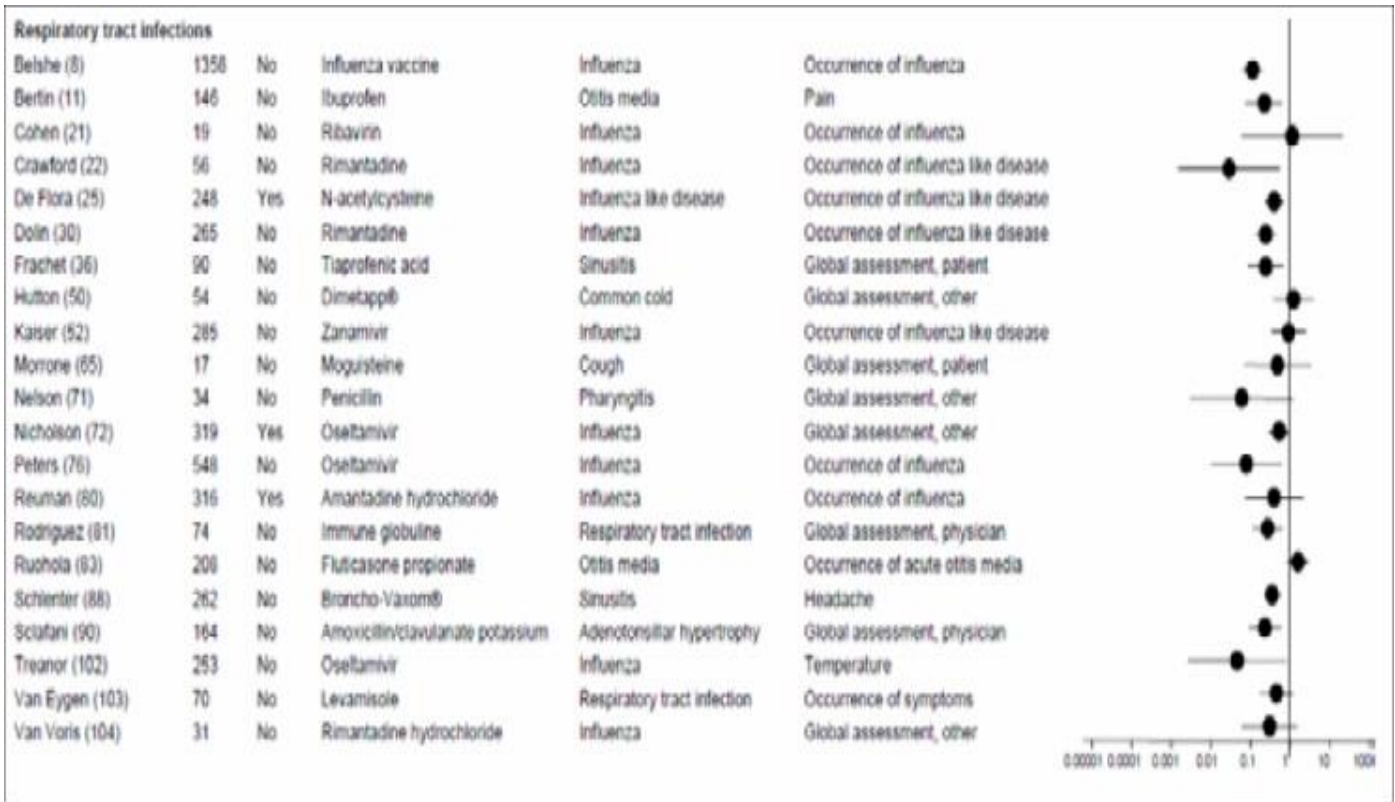 Respiratory tract infections
Belshe (8) 1358 No Influenza vaccine Influenza Occurrence of influenza
Bertin (11) 146 No Ibuprofen Otitis media Pain
Cohen (21) 19 No Ribavirin Influenza Occurrence of influenza
Crawford (22) 56 No Rimantadine Influenza Occurrence of influenza like disease
De Flora (25) 248 Yes N-acetylcysteine Influenza like disease Occurrence of influenza like disease
Dolin (30) 265 No Rimantadine Influenza Occurrence of influenza like disease
Frachet (36) 90 No Tiaprofenic acid Sinusitis Global assessment, patient
Hutton (50) 54 No Dimetapp® Common cold Global assessment, other
Kaiser (52) 285 No Zanamivir Influenza Occurrence of influenza like disease
Morrone (65) 17 No Moguisteine Cough Global assessment, patient
Nelson (71) 34 No Penicillin Pharyngitis Global assessment, other
Nicholson (72) 319 Yes Oseltamivir Influenza Global assessment, other
Peters (76) 548 No Oseltamivir Influenza Occurrence of influenza
Reuman (80) 316 Yes Amantadine hydrochloride Influenza Occurrence of influenza
Rodriguez (81) 74 No Immune globuline Respiratory tract infection Global assessment, physician
Ruohola (83) 208 No Fluticasone propionate Otitis media Occurrence of acute otitis media
Schlenter (88) 262 No Broncho-Vaxom® Sinusitis Headache
Sclafani (90) 164 No Amoxicillin/clavulanate potassium Adenotonsillar hypertrophy Global assessment, physician
Treanor (102) 253 No Oseltamivir Influenza Temperature
Van Eygen (103) 70 No Levamisole Respiratory tract infection Occurrence of symptoms
Van Voris (104) 31 No Rimantadine hydrochloride Influenza Global assessment, other
0.00001 0.0001 0.001 0.01 0.1 1 10